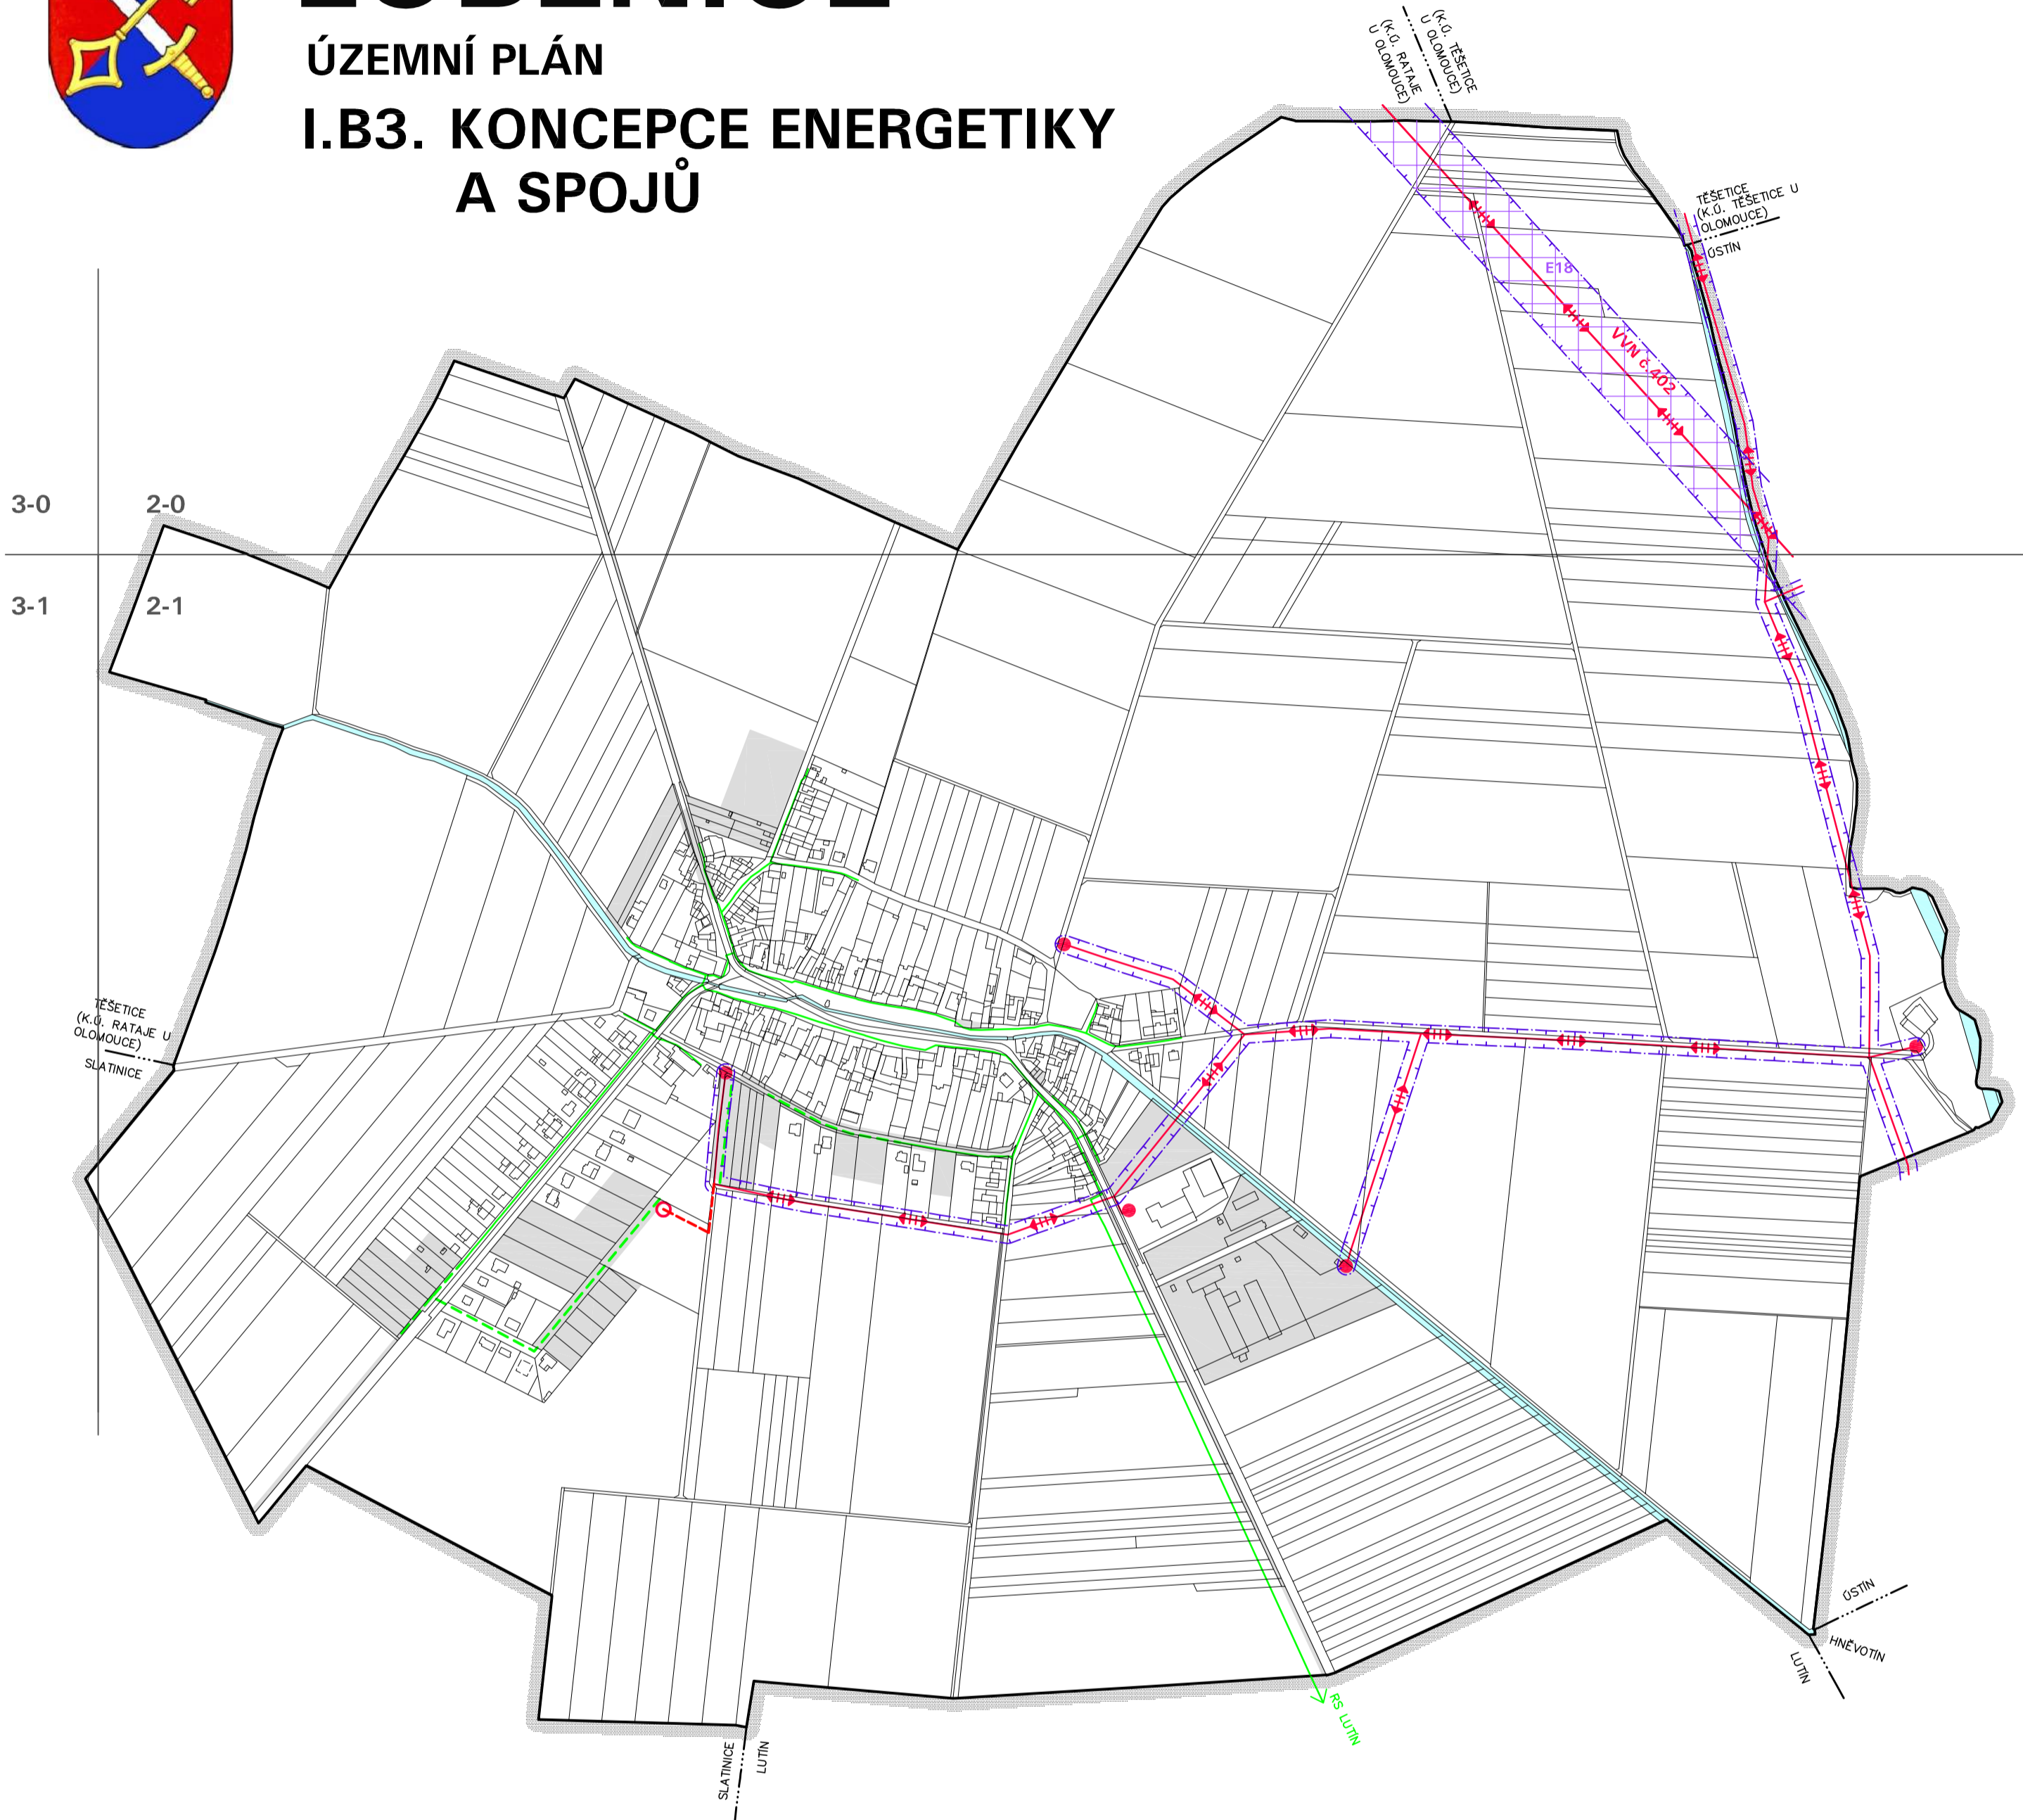 ÚZEMNÍ PLÁN
I.B3. KONCEPCE ENERGETIKY
A SPOJŮ
(K.Ú. RATAJE
U OLOMOUCE)
(K.Ú. TĚŠETICE
U OLOMOUCE)
TĚŠETICE
(K.Ú. TĚŠETICE U
OLOMOUCE)
ÚSTÍN
E18
VVN č.402
3-0
2-0
3-1
2-1
TĚŠETICE
(K.Ú. RATAJE U
OLOMOUCE)
SLATINICE
ÚSTÍN
HNĚVOTÍN
LUTÍN
RS LUTÍN
SLATINICE
LUTÍN